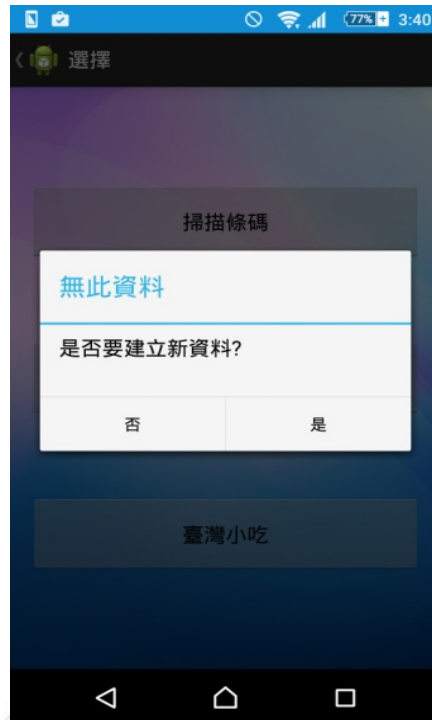 77% 3:40
選擇
掃描條碼
無此資料
是否要建立新資料?
否
是
臺灣小吃